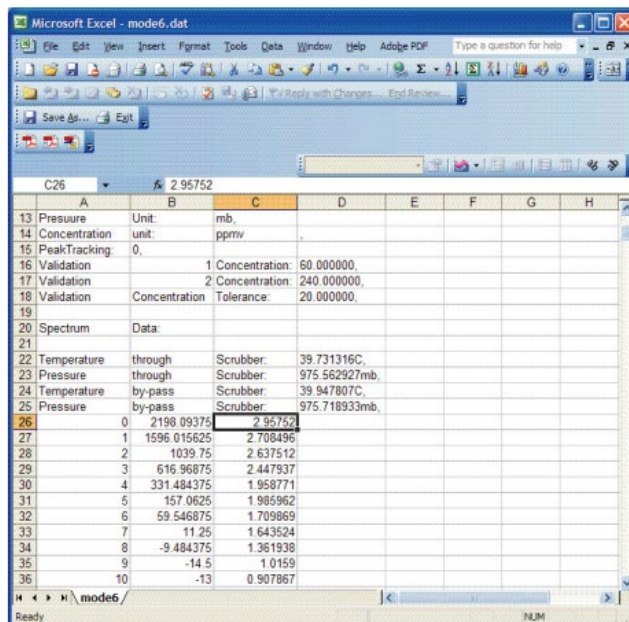 Microsoft Excel - mode6.dat
File Edit View Insert Format Tools Data Window Help Adobe PDF Type a question for help
Reply with Changes... End Review...
Save As... Exit
C26 fx 2.95752
A B C D E F G H
13 Presuure Unit: mb,
14 Concentration unit: ppmv ,
15 PeakTracking: 0,
16 Validation 1 Concentration: 60.000000,
17 Validation 2 Concentration: 240.000000,
18 Validation Concentration Tolerance: 20.000000,
19
20 Spectrum Data:
21
22 Temperature through Scrubber: 39.731316C,
23 Pressure through Scrubber: 975.562927mb,
24 Temperature by-pass Scrubber: 39.947807C,
25 Pressure by-pass Scrubber: 975.718933mb,
26 0 2198.09375 2.95752
27 1 1596.015625 2.708496
28 2 1039.75 2.637512
29 3 616.96875 2.447937
30 4 331.484375 1.958771
31 5 157.0625 1.985962
32 6 59.546875 1.709869
33 7 11.25 1.643524
34 8 -9.484375 1.361938
35 9 -14.5 1.0159
36 10 -13 0.907867
mode6
Ready NUM